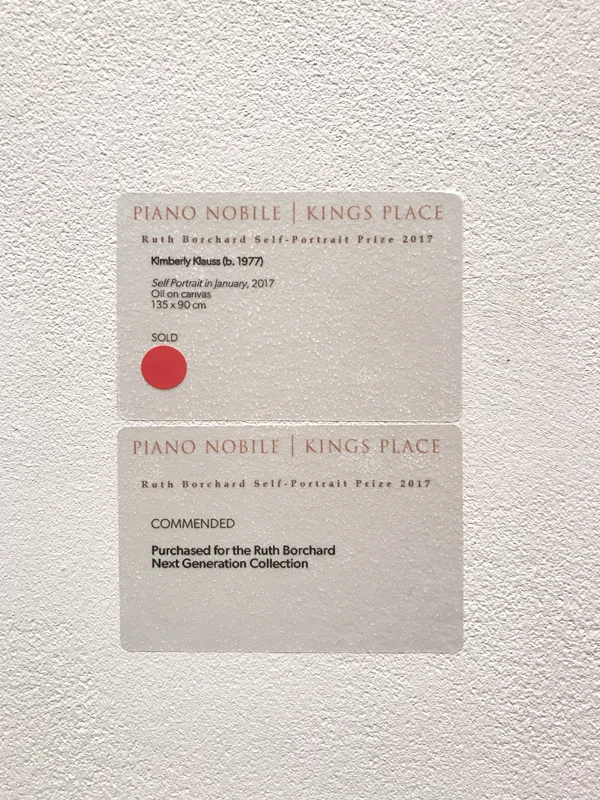 PIANO NOBILE | KINGS PLACE
Ruth Borchard Self-Portrait Prize 2017
Kimberly Klauss (b. 1977)
Self Portrait in January, 2017
Oil on canvas
135 x 90 cm
SOLD
PIANO NOBILE | KINGS PLACE
Ruth Borchard Self-Portrait Prize 2017
COMMENDED
Purchased for the Ruth Borchard
Next Generation Collection